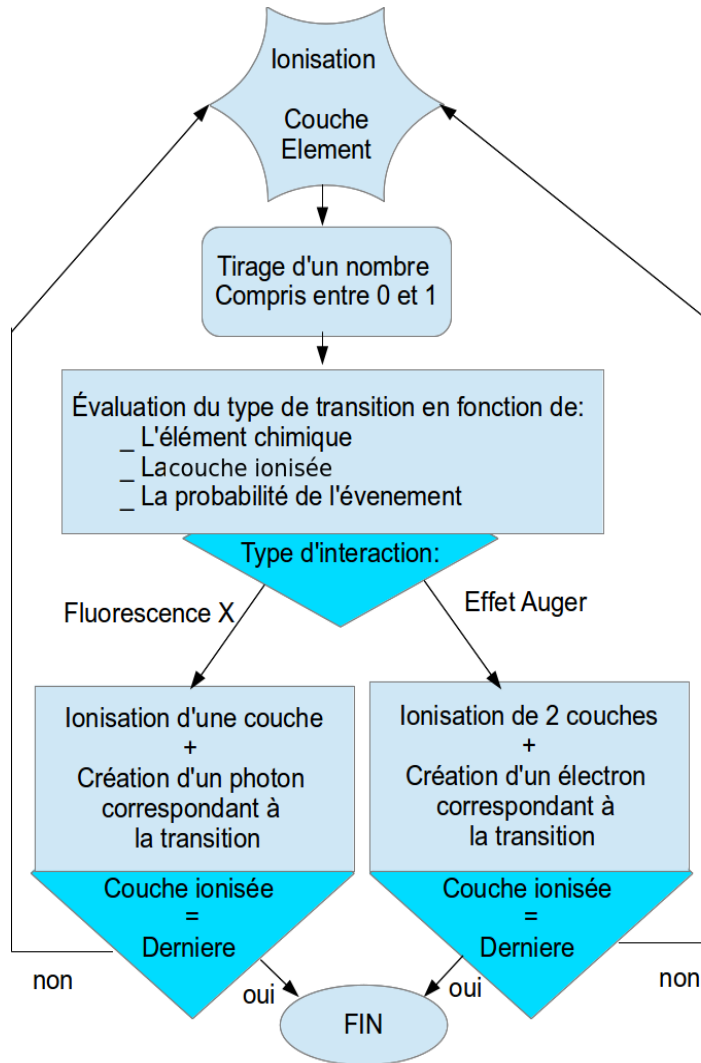 Ionisation
Couche
Element
Tirage d'un nombre
Compris entre 0 et 1
Évaluation du type de transition en fonction de:
_ L'élément chimique
_ Lacouche ionisée
_ La probabilité de l'évenement
Type d'interaction:
Fluorescence X
Effet Auger
Ionisation d'une couche
+
Création d'un photon
correspondant à
la transition
Ionisation de 2 couches
+
Création d'un électron
correspondant à
la transition
Couche ionisée
=
Derniere
Couche ionisée
=
Derniere
non
oui
oui
non
FIN